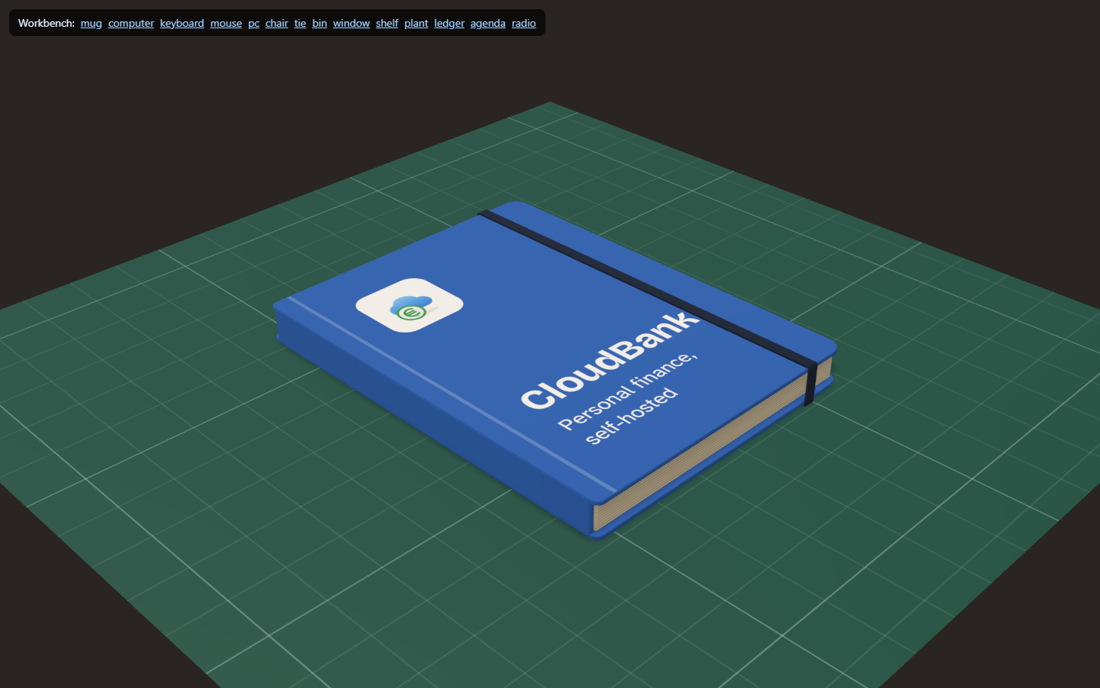 Workbench: mug computer keyboard mouse pc chair tie bin window shelf plant ledger agenda radio
€
CloudBank
Personal finance,
self-hosted